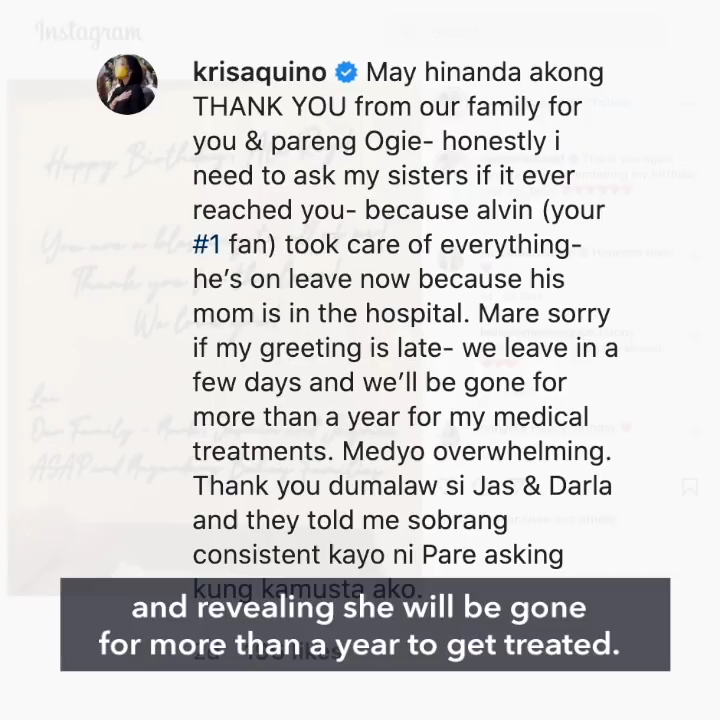 Instagram
krisaquino May hinanda akong
THANK YOU from our family for
you & pareng Ogie- honestly i
need to ask my sisters if it ever
reached you- because alvin (your
#1 fan) took care of everything-
he's on leave now because his
mom is in the hospital. Mare sorry
if my greeting is late- we leave in a
few days and we'll be gone for
more than a year for my medical
treatments. Medyo overwhelming.
Thank you dumalaw si Jas & Darla
and they told me sobrang
consistent kayo ni Pare asking
kung kamusta ako.
and revealing she will be gone
for more than a year to get treated.